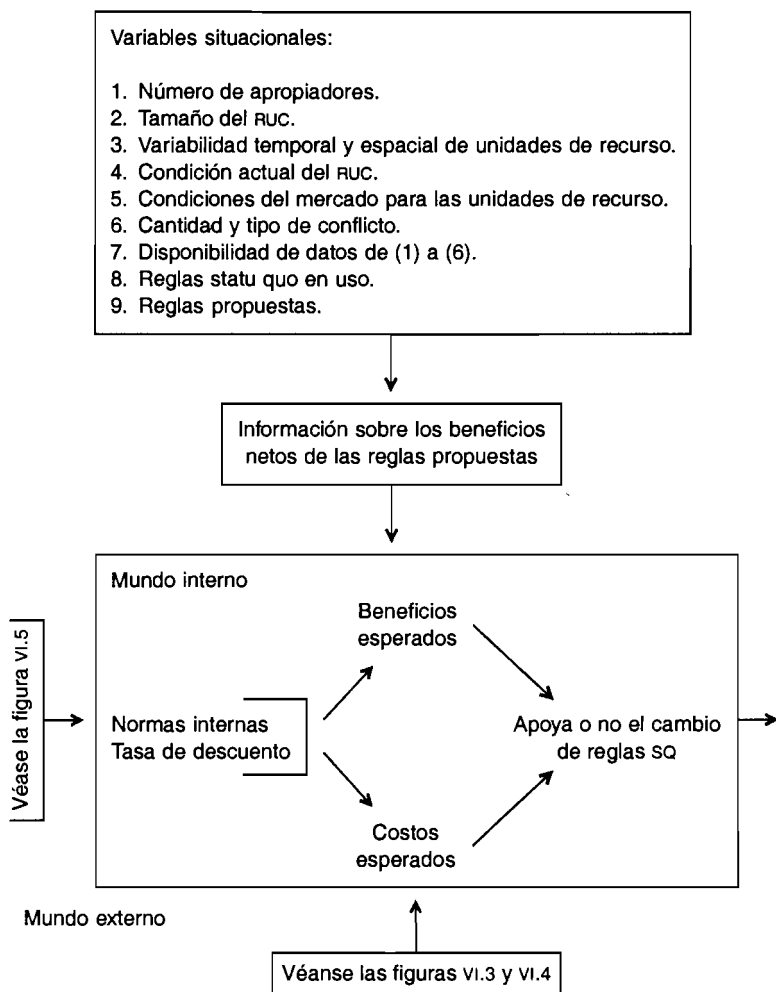 Variables situacionales:
1. Número de apropiadores.
2. Tamaño del RUC.
3. Variabilidad temporal y espacial de unidades de recurso.
4. Condición actual del RUC.
5. Condiciones del mercado para las unidades de recurso.
6. Cantidad y tipo de conflicto.
7. Disponibilidad de datos de (1) a (6).
8. Reglas statu quo en uso.
9. Reglas propuestas.
Información sobre los beneficios
netos de las reglas propuestas
Mundo interno
Véase la figura VI.5
Normas internas
Tasa de descuento
Beneficios
esperados
Costos
esperados
Apoya o no el cambio
de reglas SQ
Mundo externo
Véanse las figuras VI.3 y VI.4